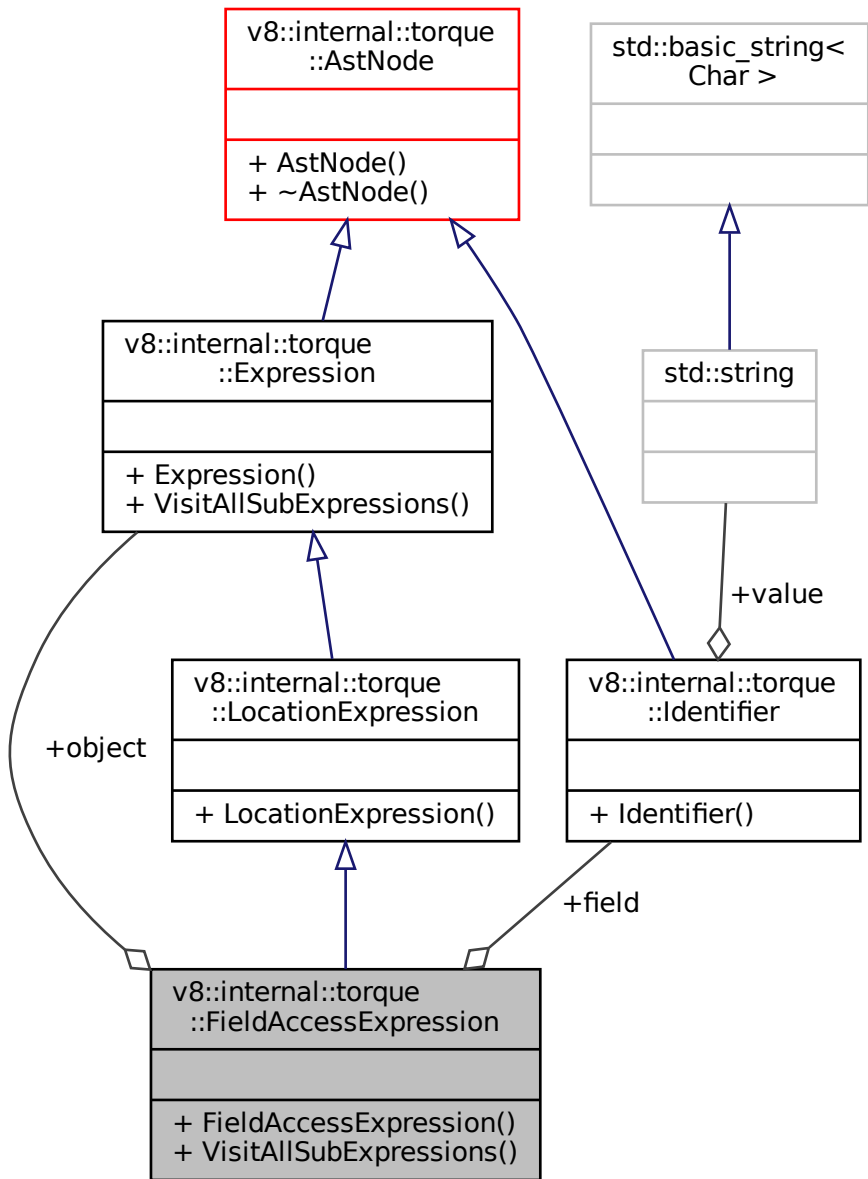 v8::internal::torque
::AstNode
+ AstNode()
+ ~AstNode()
std::basic_string<
Char >
v8::internal::torque
::Expression
+ Expression()
+ VisitAllSubExpressions()
std::string
+value
+object
v8::internal::torque
::LocationExpression
+ LocationExpression()
v8::internal::torque
::Identifier
+ Identifier()
+field
v8::internal::torque
::FieldAccessExpression
+ FieldAccessExpression()
+ VisitAllSubExpressions()